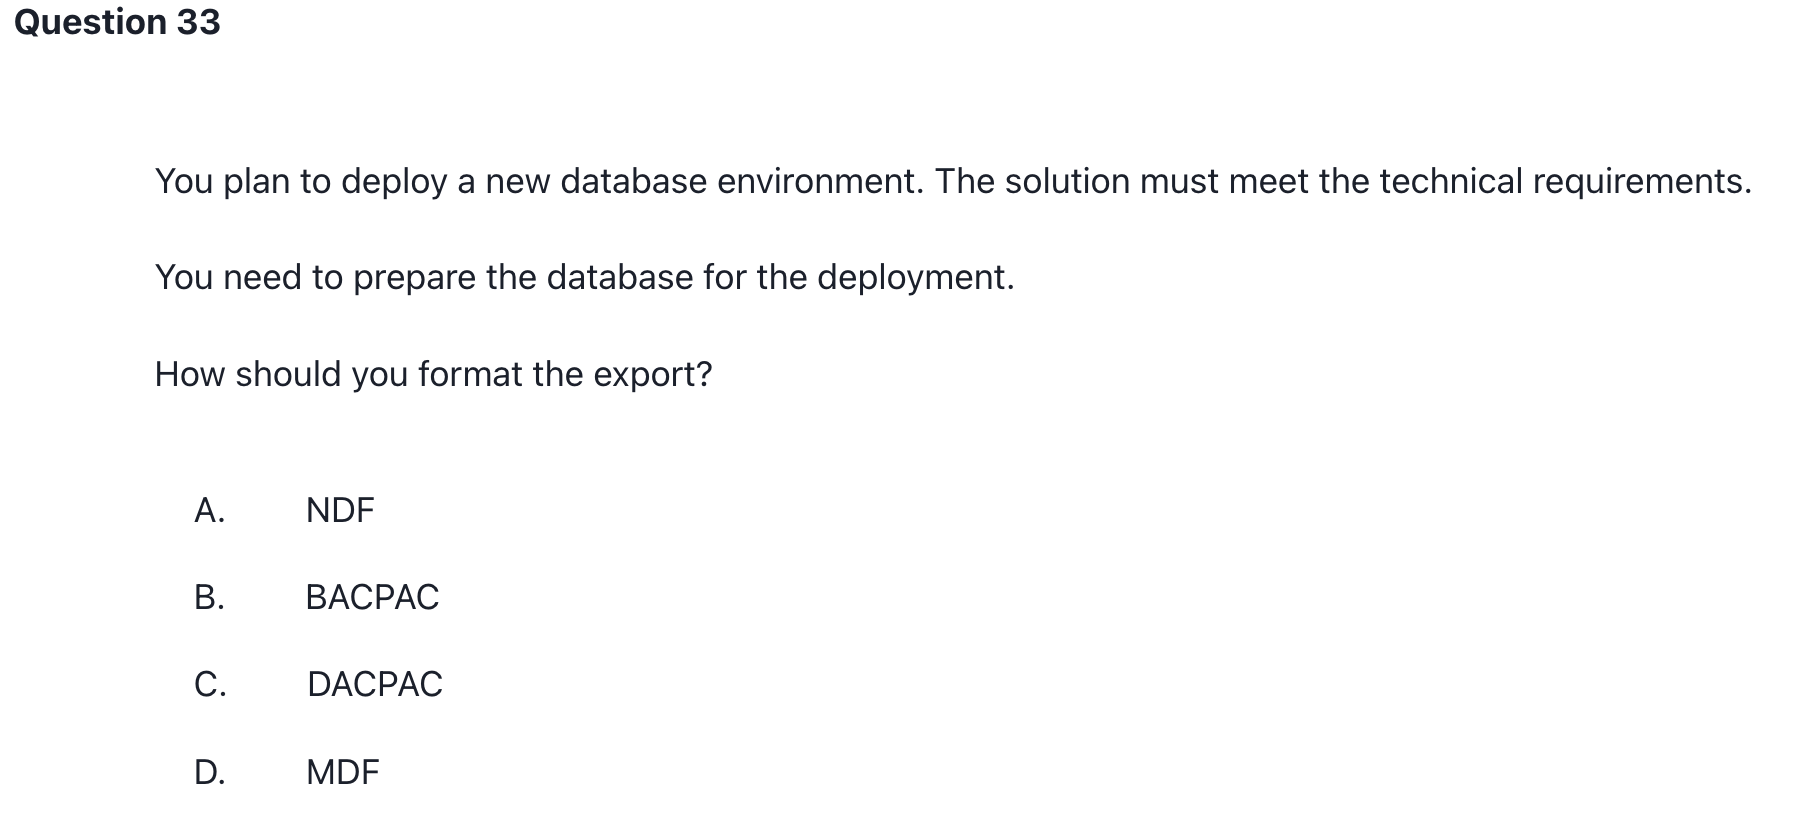 Question 33
You plan to deploy a new database environment. The solution must meet the technical requirements.
You need to prepare the database for the deployment.
How should you format the export?
A. NDF
B. BACPAC
C. DACPAC
D. MDF